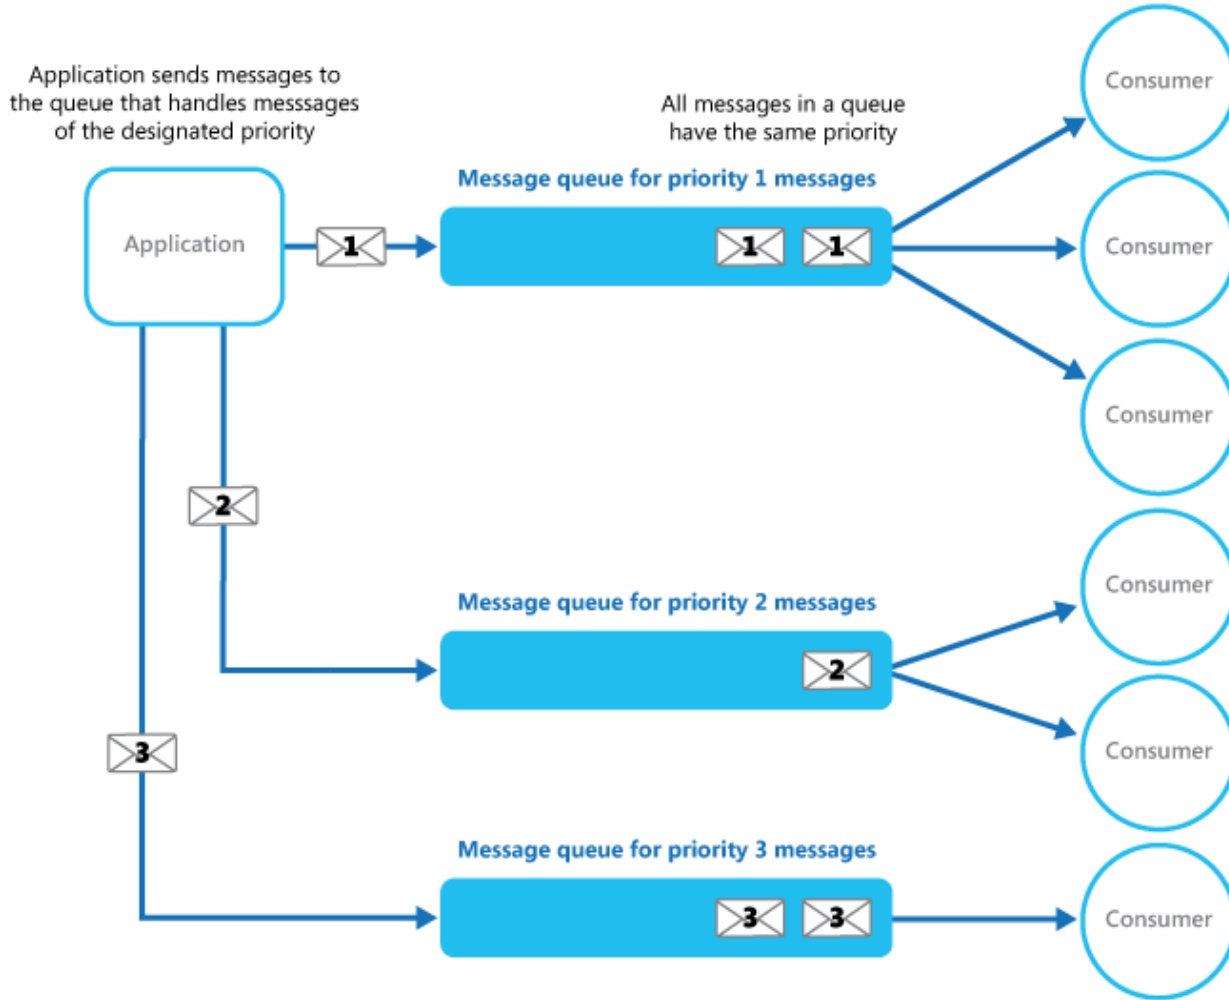 Application sends messages to
the queue that handles messsages
of the designated priority
All messages in a queue
have the same priority
Message queue for priority 1 messages
Application
1
1
1
Consumer
Consumer
Consumer
2
Message queue for priority 2 messages
2
Consumer
Consumer
3
Message queue for priority 3 messages
3
3
Consumer